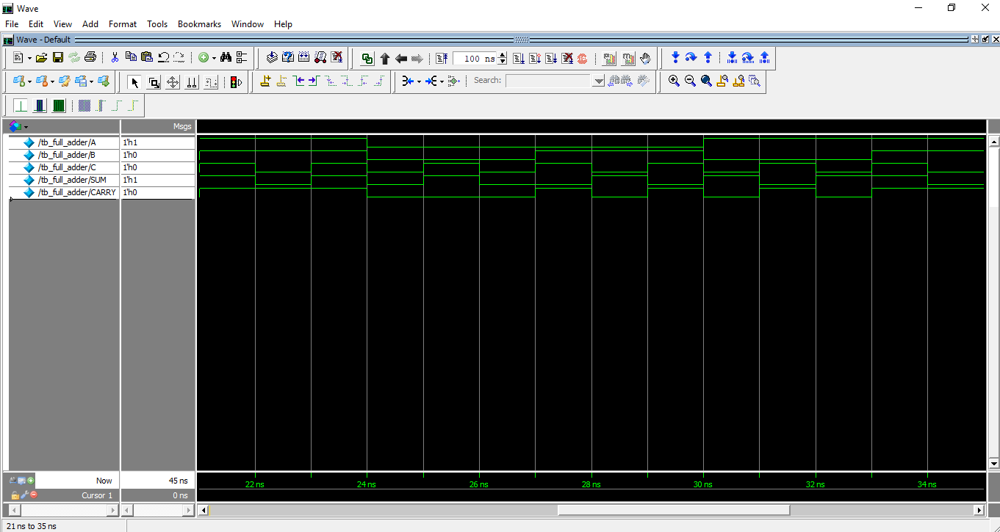 Wave
File Edit View Add Format Tools Bookmarks Window Help
Wave - Default
100 ns
Search:
Msgs
/tb_full_adder/A 1'h1
/tb_full_adder/B 1'h0
/tb_full_adder/C 1'h0
/tb_full_adder/SUM 1'h1
/tb_full_adder/CARRY 1'h0
Now 45 ns 22 ns 24 ns 26 ns 28 ns 30 ns 32 ns 34 ns
Cursor 1 0 ns
21 ns to 35 ns